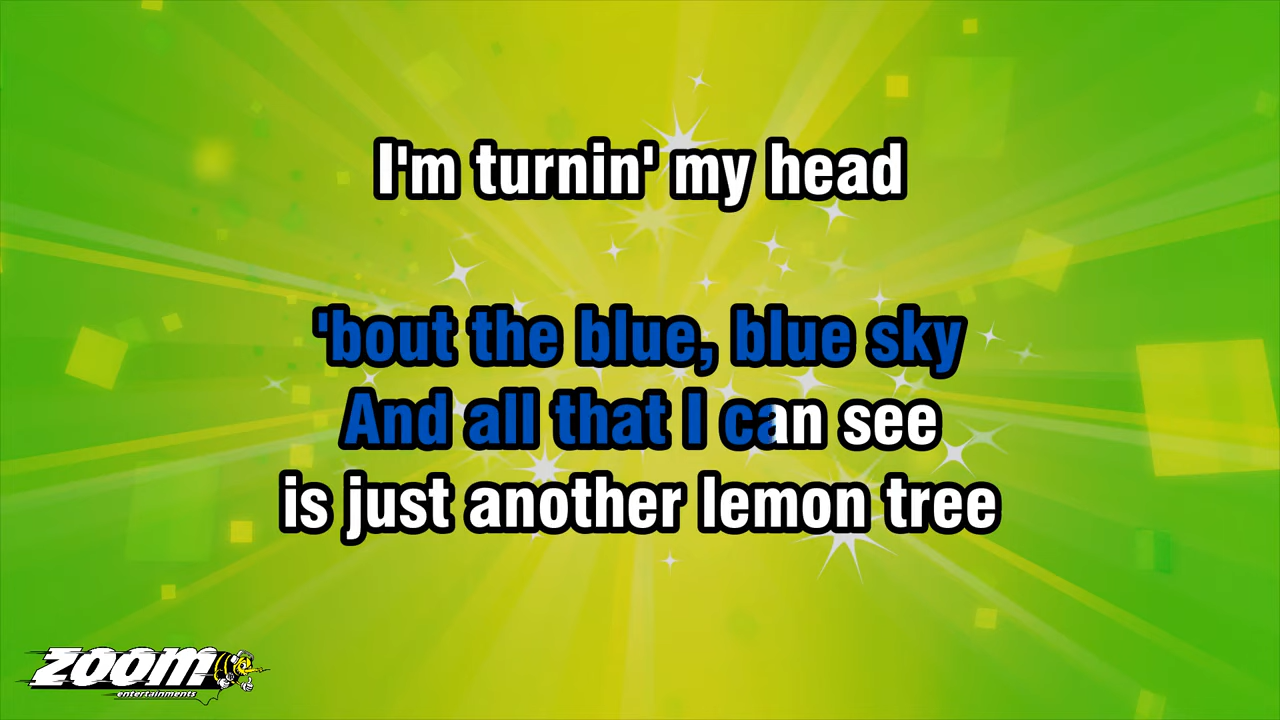 I'm turnin' my head
'bout the blue, blue sky
And all that I can see
is just another lemon tree
zoom
entertainments